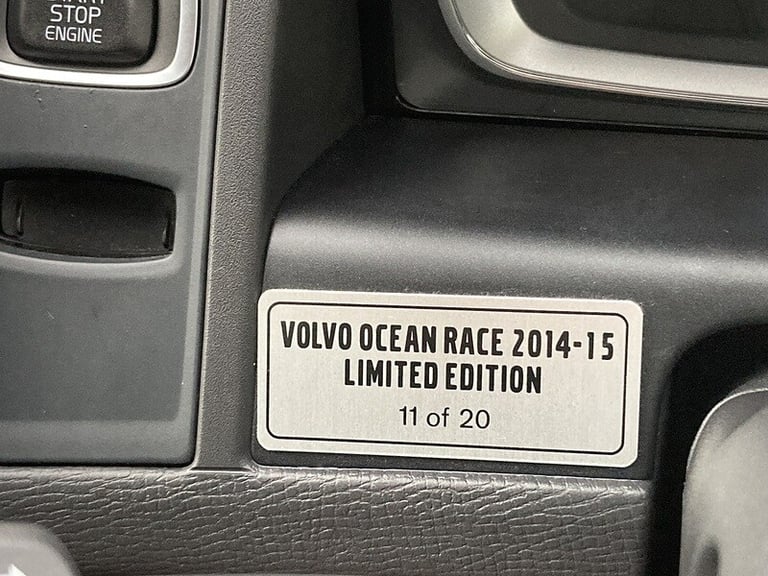 STOP
ENGINE
VOLVO OCEAN RACE 2014-15
LIMITED EDITION
11 of 20